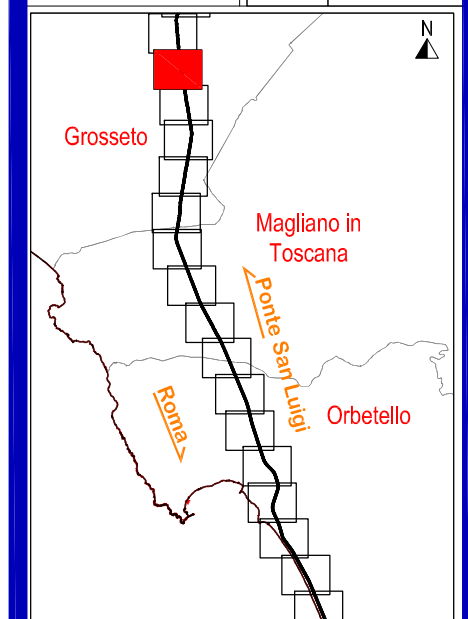 N
Grosseto
Magliano in
Toscana
Ponte San Luigi
Roma
Orbetello